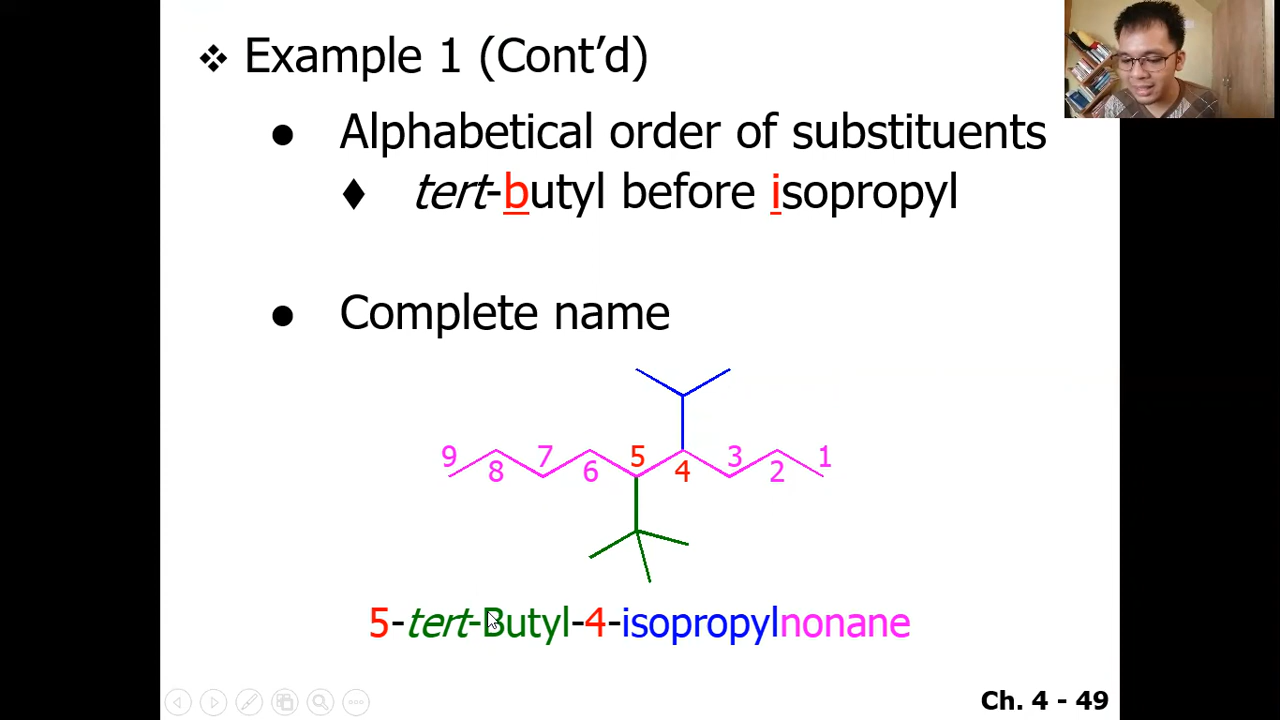 ❖ Example 1 (Cont’d)
● Alphabetical order of substituents
♦ tert-butyl before isopropyl
● Complete name
9 8 7 6 5 4 3 2 1
5-tert-Butyl-4-isopropylnonane
Ch. 4 - 49